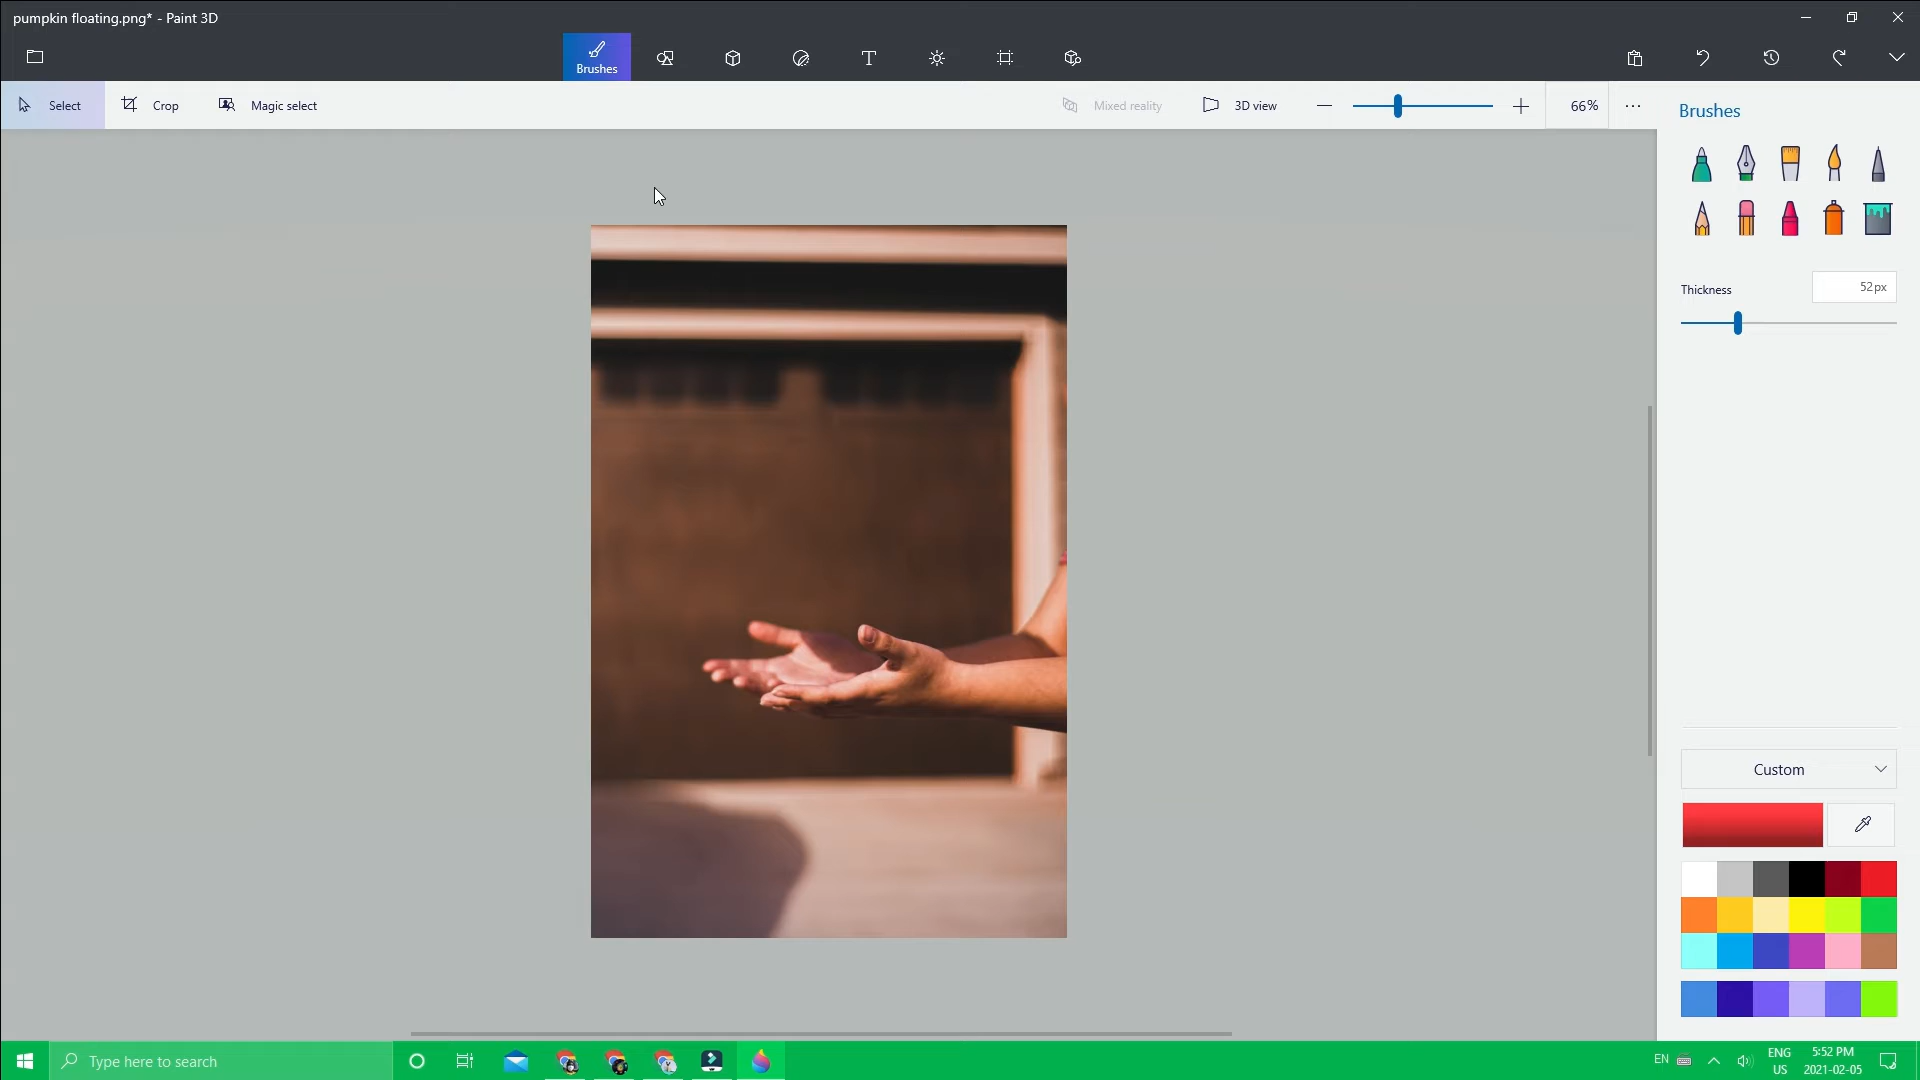 pumpkin floating.png* - Paint 3D
Brushes
Select
Crop
Magic select
Mixed reality
3D view
66%
Brushes
Thickness
52px
Custom
Type here to search
EN
ENG
US
5:52 PM
2021-02-05